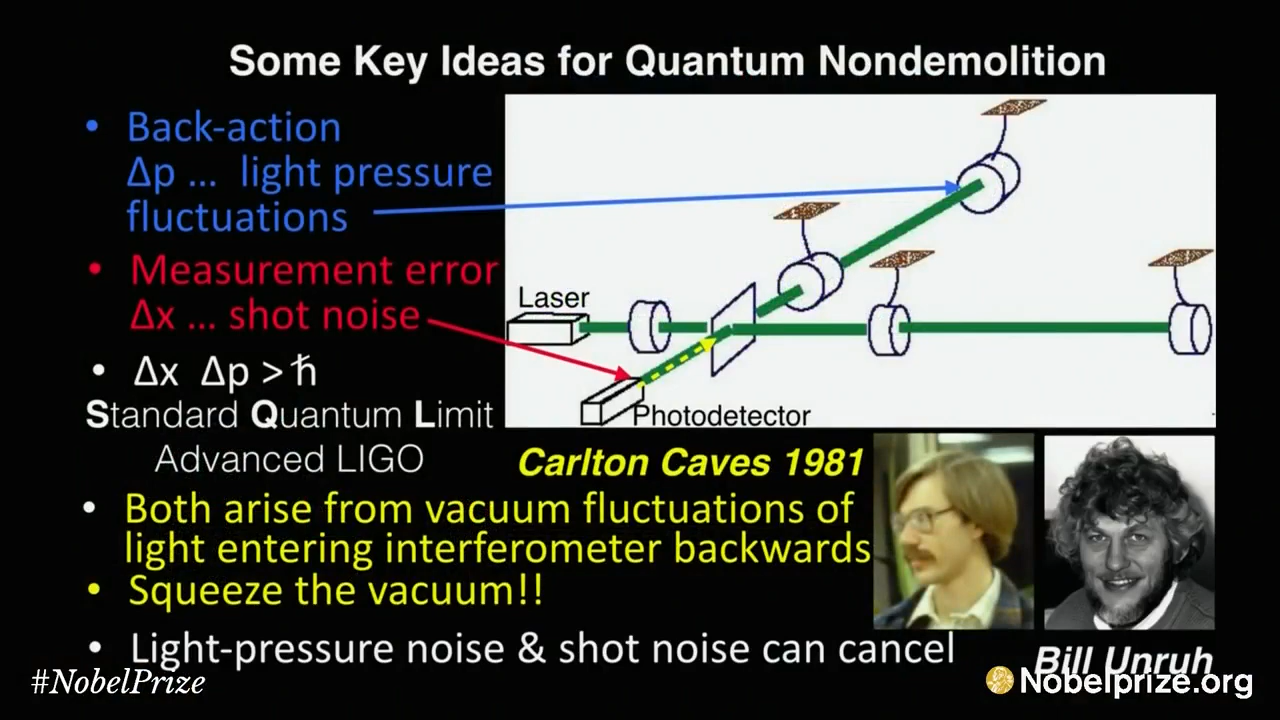 Some Key Ideas for Quantum Nondemolition
• Back-action
Δp ... light pressure
fluctuations
• Measurement error
Δx ... shot noise
• Δx Δp > ħ
Standard Quantum Limit
Advanced LIGO
Laser
Photodetector
Carlton Caves 1981
• Both arise from vacuum fluctuations of
light entering interferometer backwards
• Squeeze the vacuum!!
• Light-pressure noise & shot noise can cancel
Bill Unruh
#NobelPrize
Nobelprize.org